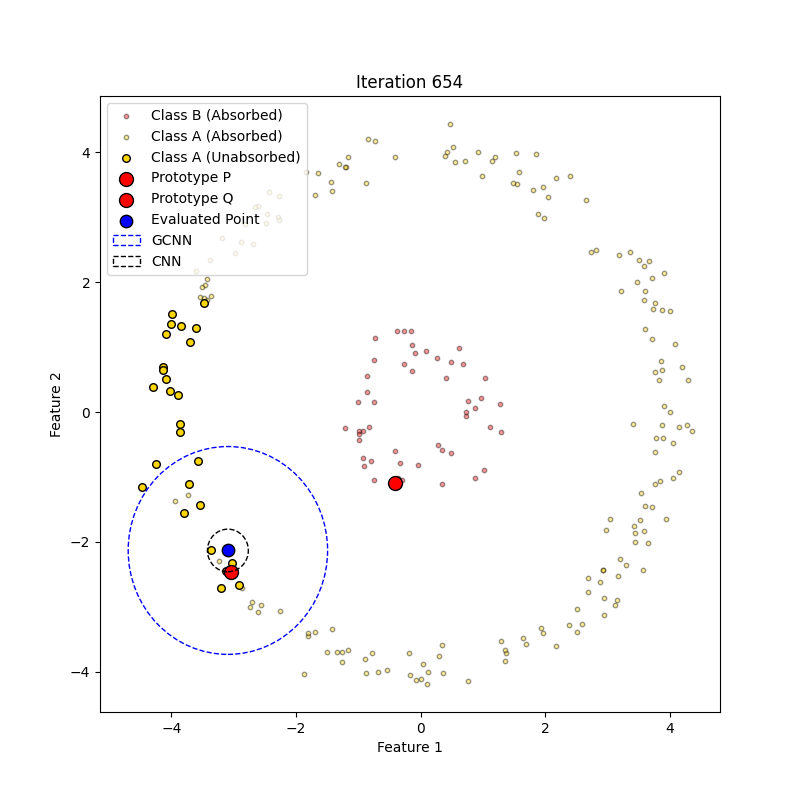 Iteration 654
Class B (Absorbed)
Class A (Absorbed)
Class A (Unabsorbed)
Prototype P
Prototype Q
Evaluated Point
GCNN
CNN
4
2
0
−2
−4
Feature 2
−4
−2
0
2
4
Feature 1